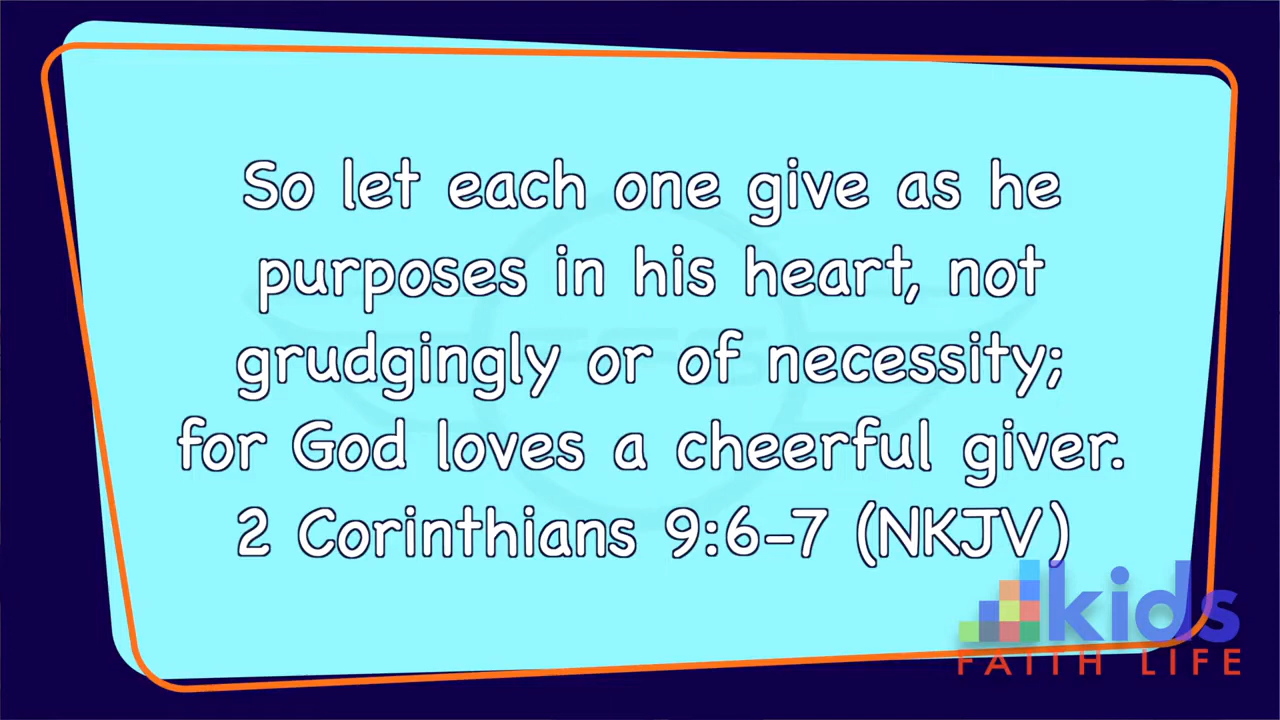 So let each one give as he
purposes in his heart, not
grudgingly or of necessity;
for God loves a cheerful giver.
2 Corinthians 9:6-7 (NKJV)
kids
FAITH LIFE